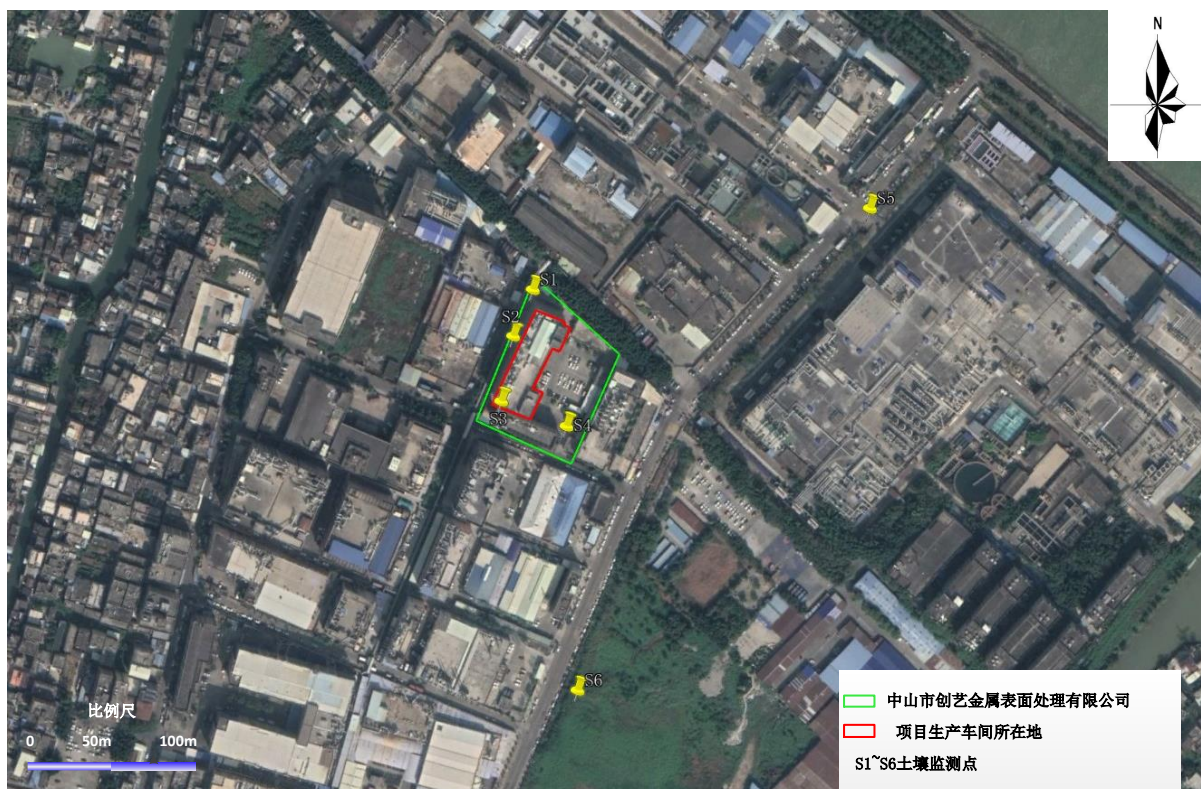 N
S5
S1
S2
S3
S4
S6
比例尺
0 50m 100m
中山市创艺金属表面处理有限公司
项目生产车间所在地
S1~S6土壤监测点